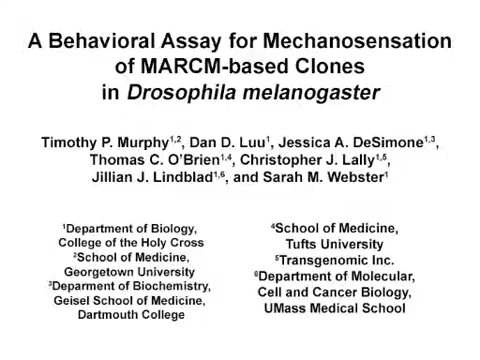 A Behavioral Assay for Mechanosensation
of MARCM-based Clones
in Drosophila melanogaster
Timothy P. Murphy1,2, Dan D. Luu1, Jessica A. DeSimone1,3,
Thomas C. O'Brien1,4, Christopher J. Lally1,5,
Jillian J. Lindblad1,6, and Sarah M. Webster1
1Department of Biology,
College of the Holy Cross
2School of Medicine,
Georgetown University
3Deparment of Biochemistry,
Geisel School of Medicine,
Dartmouth College
4School of Medicine,
Tufts University
5Transgenomic Inc.
6Department of Molecular,
Cell and Cancer Biology,
UMass Medical School